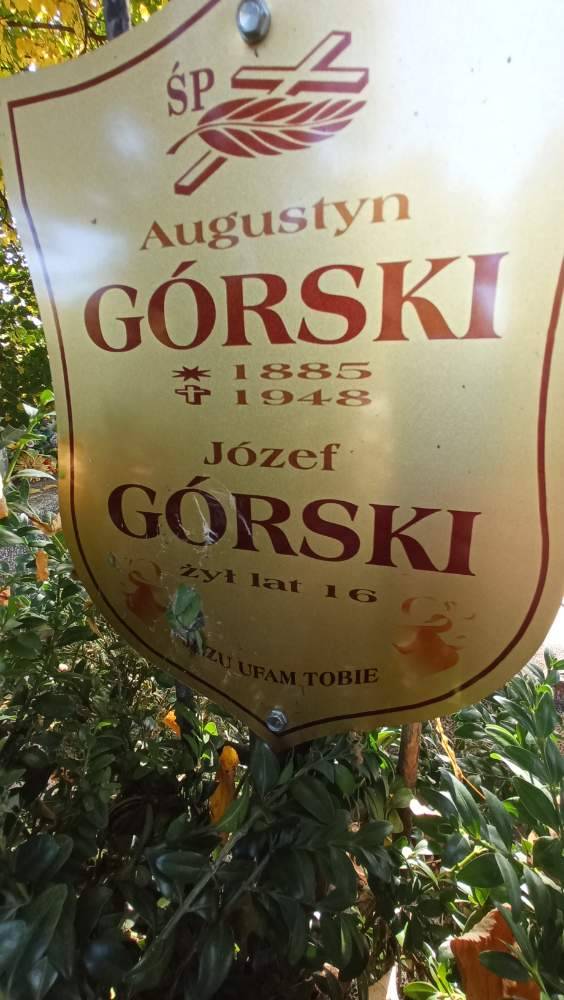 ŚP
Augustyn
GÓRSKI
* 1885
✝ 1948
Józef
GÓRSKI
żył lat 16
UFAM TOBIE